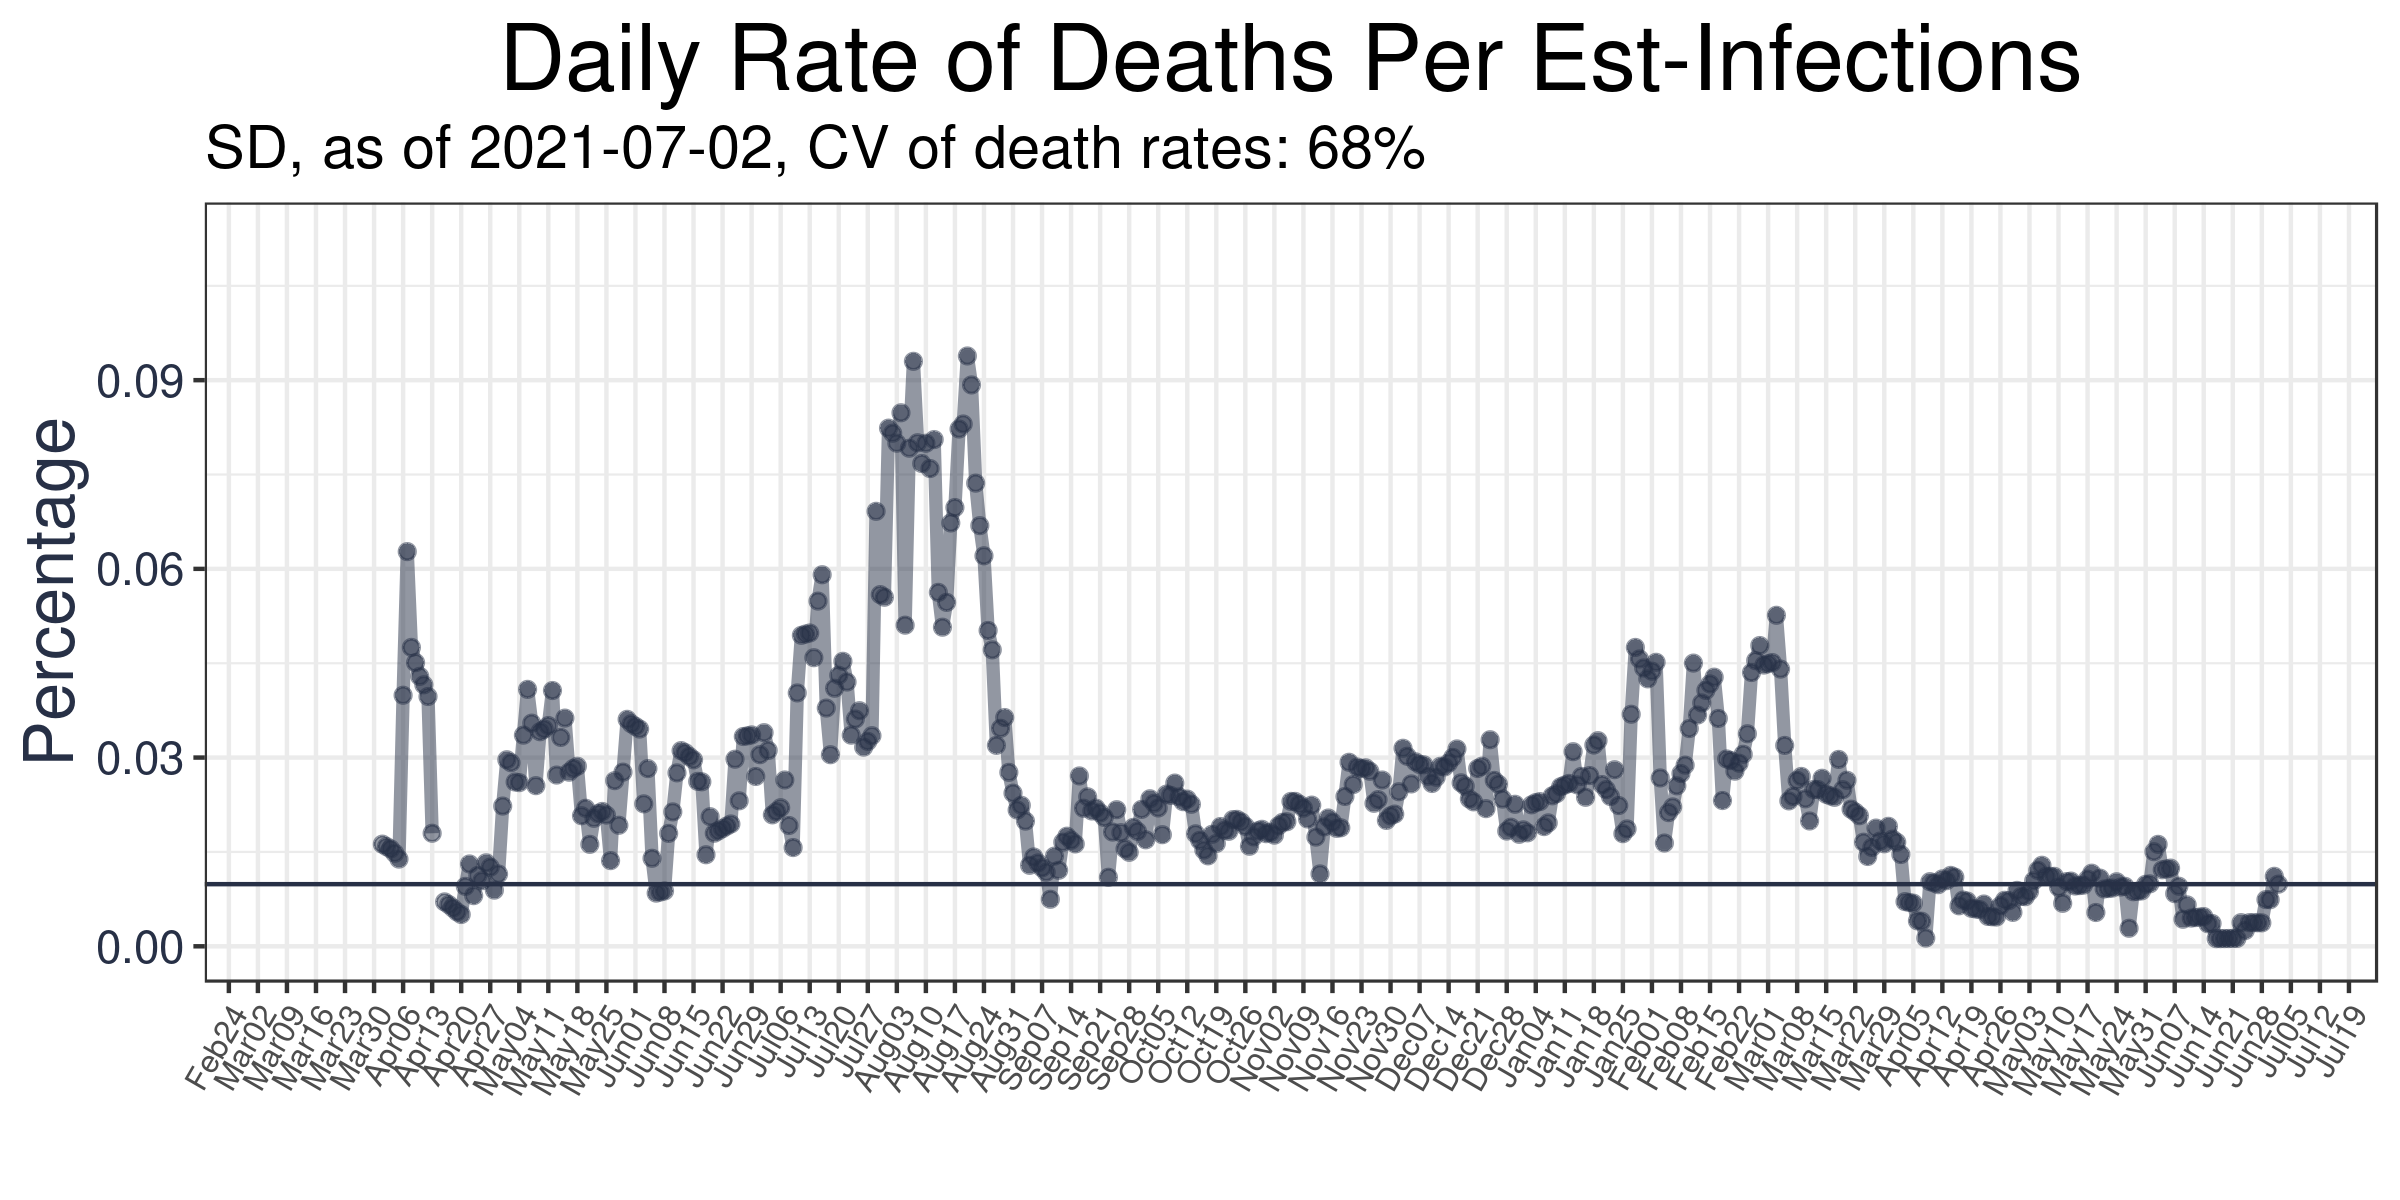 Daily Rate of Deaths Per Est-Infections
SD, as of 2021-07-02, CV of death rates: 68%
Percentage
0.09
0.06
0.03
0.00
Feb24
Mar02
Mar09
Mar16
Mar23
Mar30
Apr06
Apr13
Apr20
Apr27
May04
May11
May18
May25
Jun01
Jun08
Jun15
Jun22
Jun29
Jul06
Jul13
Jul20
Jul27
Aug03
Aug10
Aug17
Aug24
Aug31
Sep07
Sep14
Sep21
Sep28
Oct05
Oct12
Oct19
Oct26
Nov02
Nov09
Nov16
Nov23
Nov30
Dec07
Dec14
Dec21
Dec28
Jan04
Jan11
Jan18
Jan25
Feb01
Feb08
Feb15
Feb22
Mar01
Mar08
Mar15
Mar22
Mar29
Apr05
Apr12
Apr19
Apr26
May03
May10
May17
May24
May31
Jun07
Jun14
Jun21
Jun28
Jul05
Jul12
Jul19